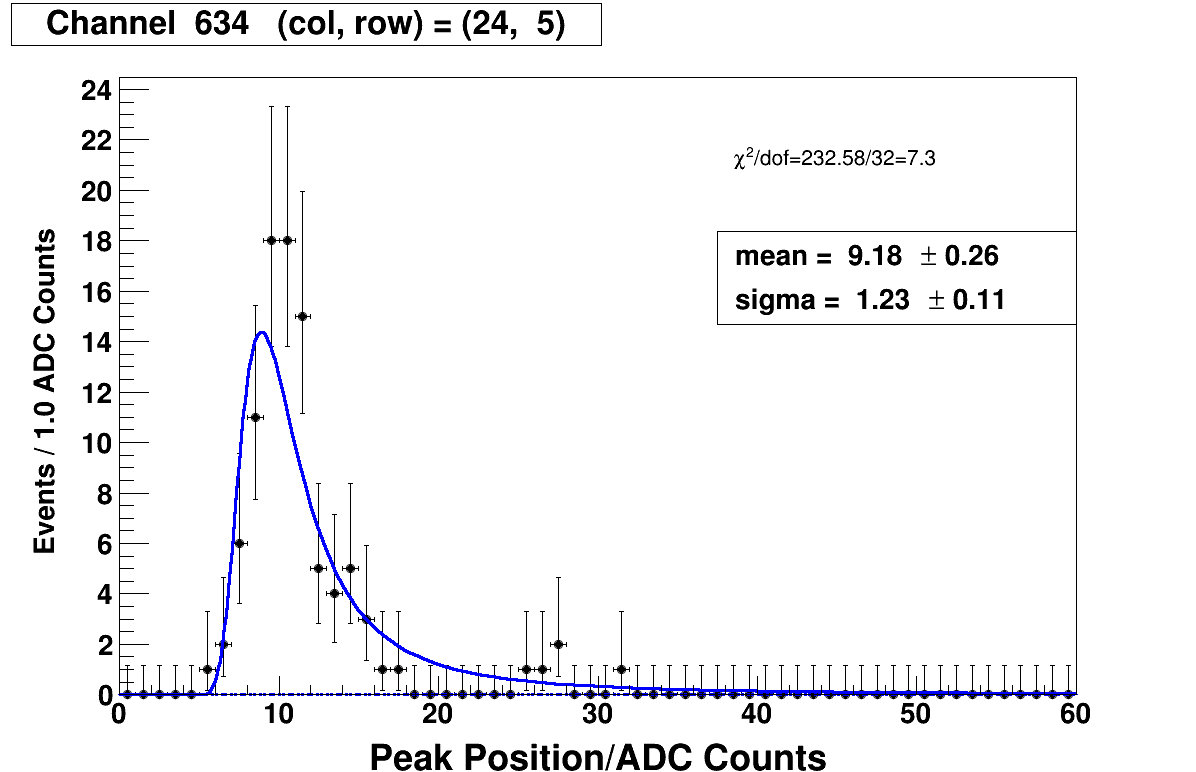 Channel 634 (col, row) = (24, 5)
24
22
20
18
16
14
12
10
8
6
4
2
0
Events / 1.0 ADC Counts
χ²/dof=232.58/32=7.3
mean = 9.18 ± 0.26
sigma = 1.23 ± 0.11
0 10 20 30 40 50 60
Peak Position/ADC Counts